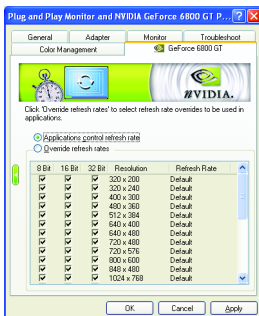 Plug and Play Monitor and NVIDIA GeForce 6800 GT P...
General Adapter Monitor Troubleshoot
Color Management GeForce 6800 GT
nVIDIA.
Click 'Override refresh rates' to select refresh rate overrides to be used in
applications.
Applications control refresh rate
Override refresh rates
8 Bit 16 Bit 32 Bit Resolution Refresh Rate
320 x 200 Default
320 x 240 Default
400 x 300 Default
480 x 360 Default
512 x 384 Default
640 x 400 Default
640 x 480 Default
720 x 480 Default
720 x 576 Default
800 x 600 Default
848 x 480 Default
1024 x 768 Default
OK Cancel Apply